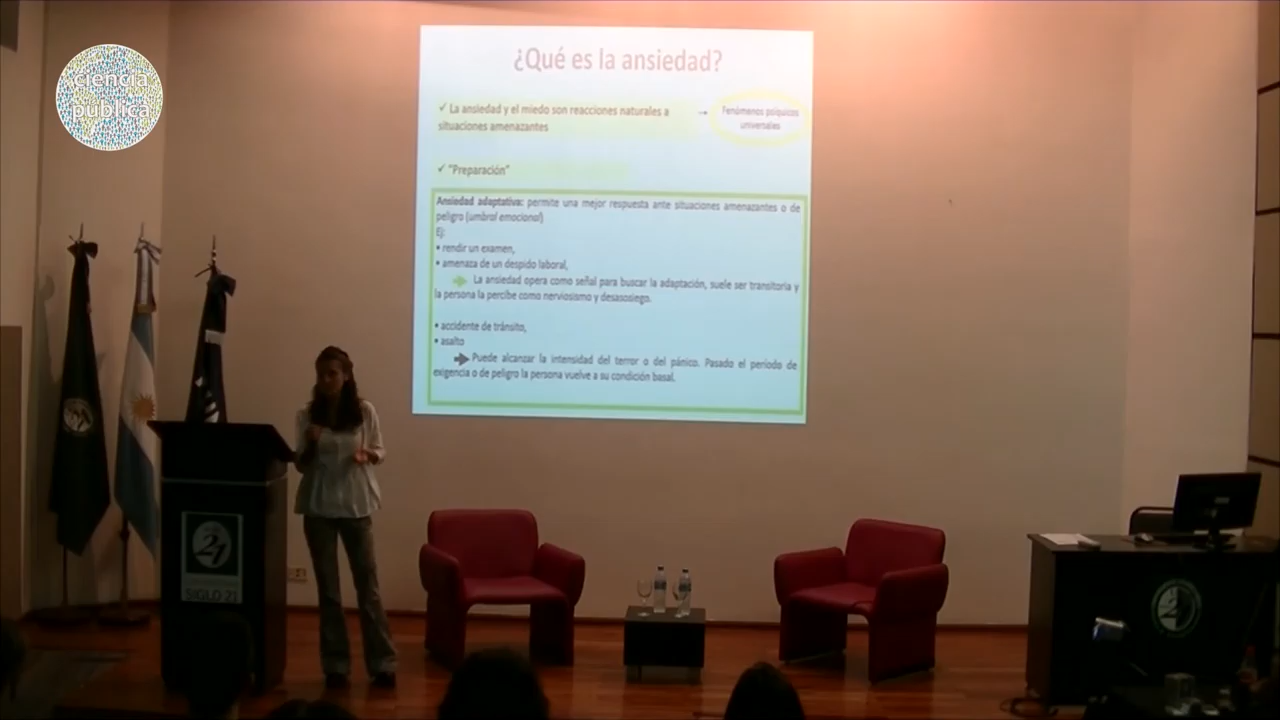 ciencia
pública
¿Qué es la ansiedad?
✓ La ansiedad y el miedo son reacciones naturales a
situaciones amenazantes
→
Fenómenos psíquicos
universales
✓ "Preparación"
Ansiedad adaptativa: permite una mejor respuesta ante situaciones amenazantes o de
peligro (umbral emocional)
Ej:
• rendir un examen,
• amenaza de un despido laboral,
La ansiedad opera como señal para buscar la adaptación, suele ser transitoria y
la persona la percibe como nerviosismo y desasosiego.
• accidente de tránsito,
• asalto
Puede alcanzar la intensidad del terror o del pánico. Pasado el periodo de
exigencia o de peligro la persona vuelve a su condición basal.
21
SIGLO 21